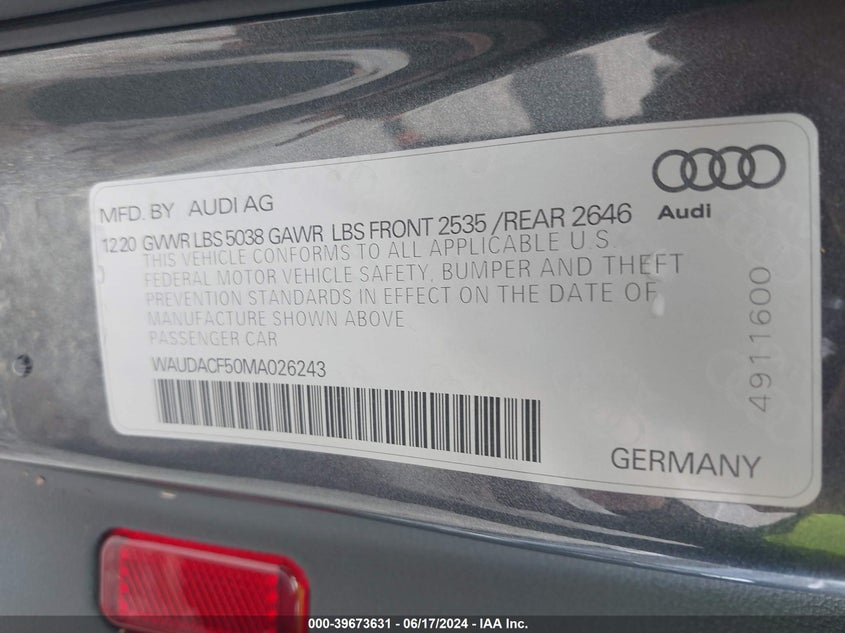 MFD. BY AUDI AG
Audi
12.20 GVWR LBS 5038 GAWR LBS FRONT 2535 /REAR 2646
THIS VEHICLE CONFORMS TO ALL APPLICABLE U.S.
FEDERAL MOTOR VEHICLE SAFETY, BUMPER AND THEFT
PREVENTION STANDARDS IN EFFECT ON THE DATE OF
MANUFACTURE SHOWN ABOVE
PASSENGER CAR
WAUDACF50MA026243
4911600
GERMANY
000-39673631 - 06/17/2024 - IAA Inc.